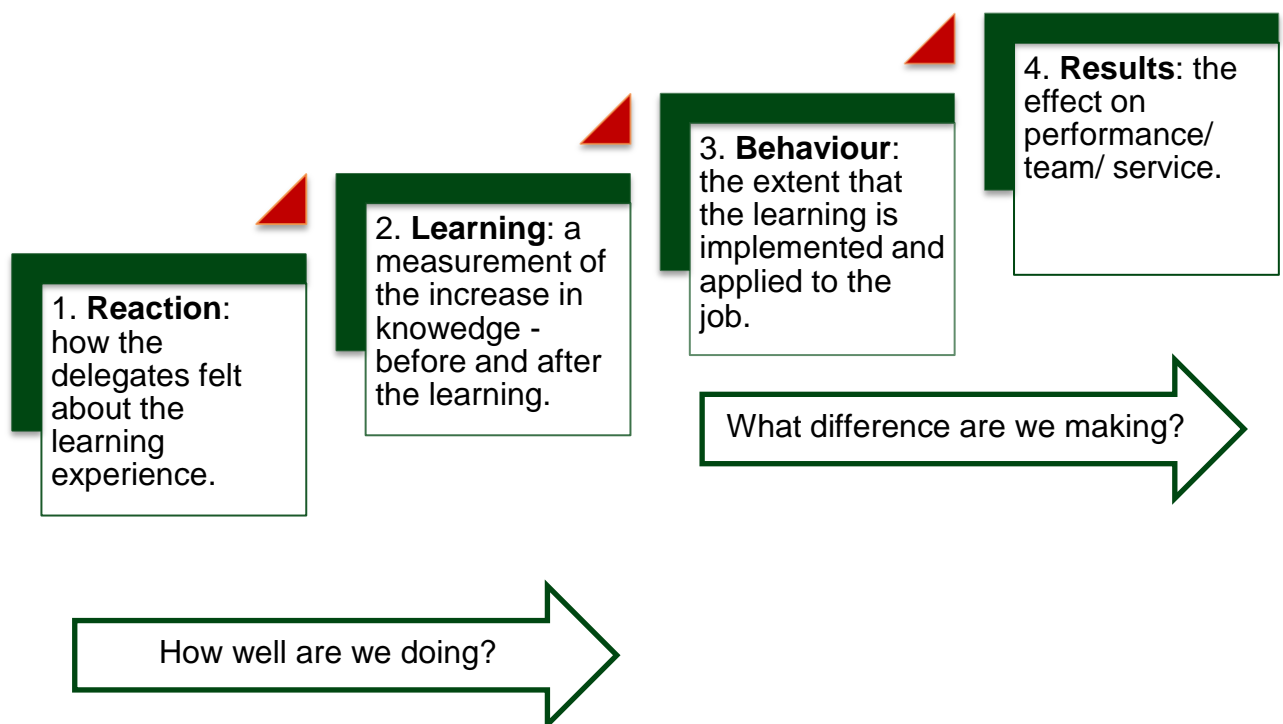 1. Reaction:
how the
delegates felt
about the
learning
experience.
2. Learning: a
measurement of
the increase in
knowedge -
before and after
the learning.
3. Behaviour:
the extent that
the learning is
implemented and
applied to the
job.
4. Results: the
effect on
performance/
team/ service.
What difference are we making?
How well are we doing?